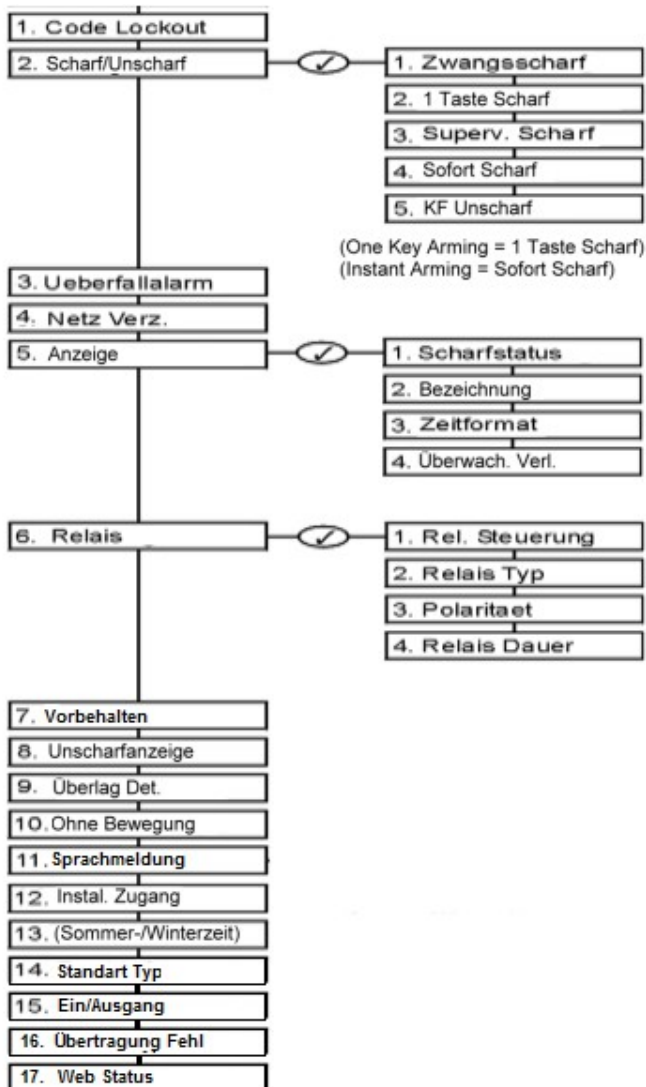 1. Code Lockout
2. Scharf/Unscharf
1. Zwangsscharf
2. 1 Taste Scharf
3. Superv. Scharf
4. Sofort Scharf
5. KF Unscharf
(One Key Arming = 1 Taste Scharf)
(Instant Arming = Sofort Scharf)
3. Ueberfallalarm
4. Netz Verz.
5. Anzeige
1. Scharfstatus
2. Bezeichnung
3. Zeitformat
4. Überwach. Verl.
6. Relais
1. Rel. Steuerung
2. Relais Typ
3. Polaritaet
4. Relais Dauer
7. Vorbehalten
8. Unscharfanzeige
9. Überlag Det.
10. Ohne Bewegung
11. Sprachmeldung
12. Instal. Zugang
13. (Sommer-/Winterzeit)
14. Standart Typ
15. Ein/Ausgang
16. Übertragung Fehl
17. Web Status